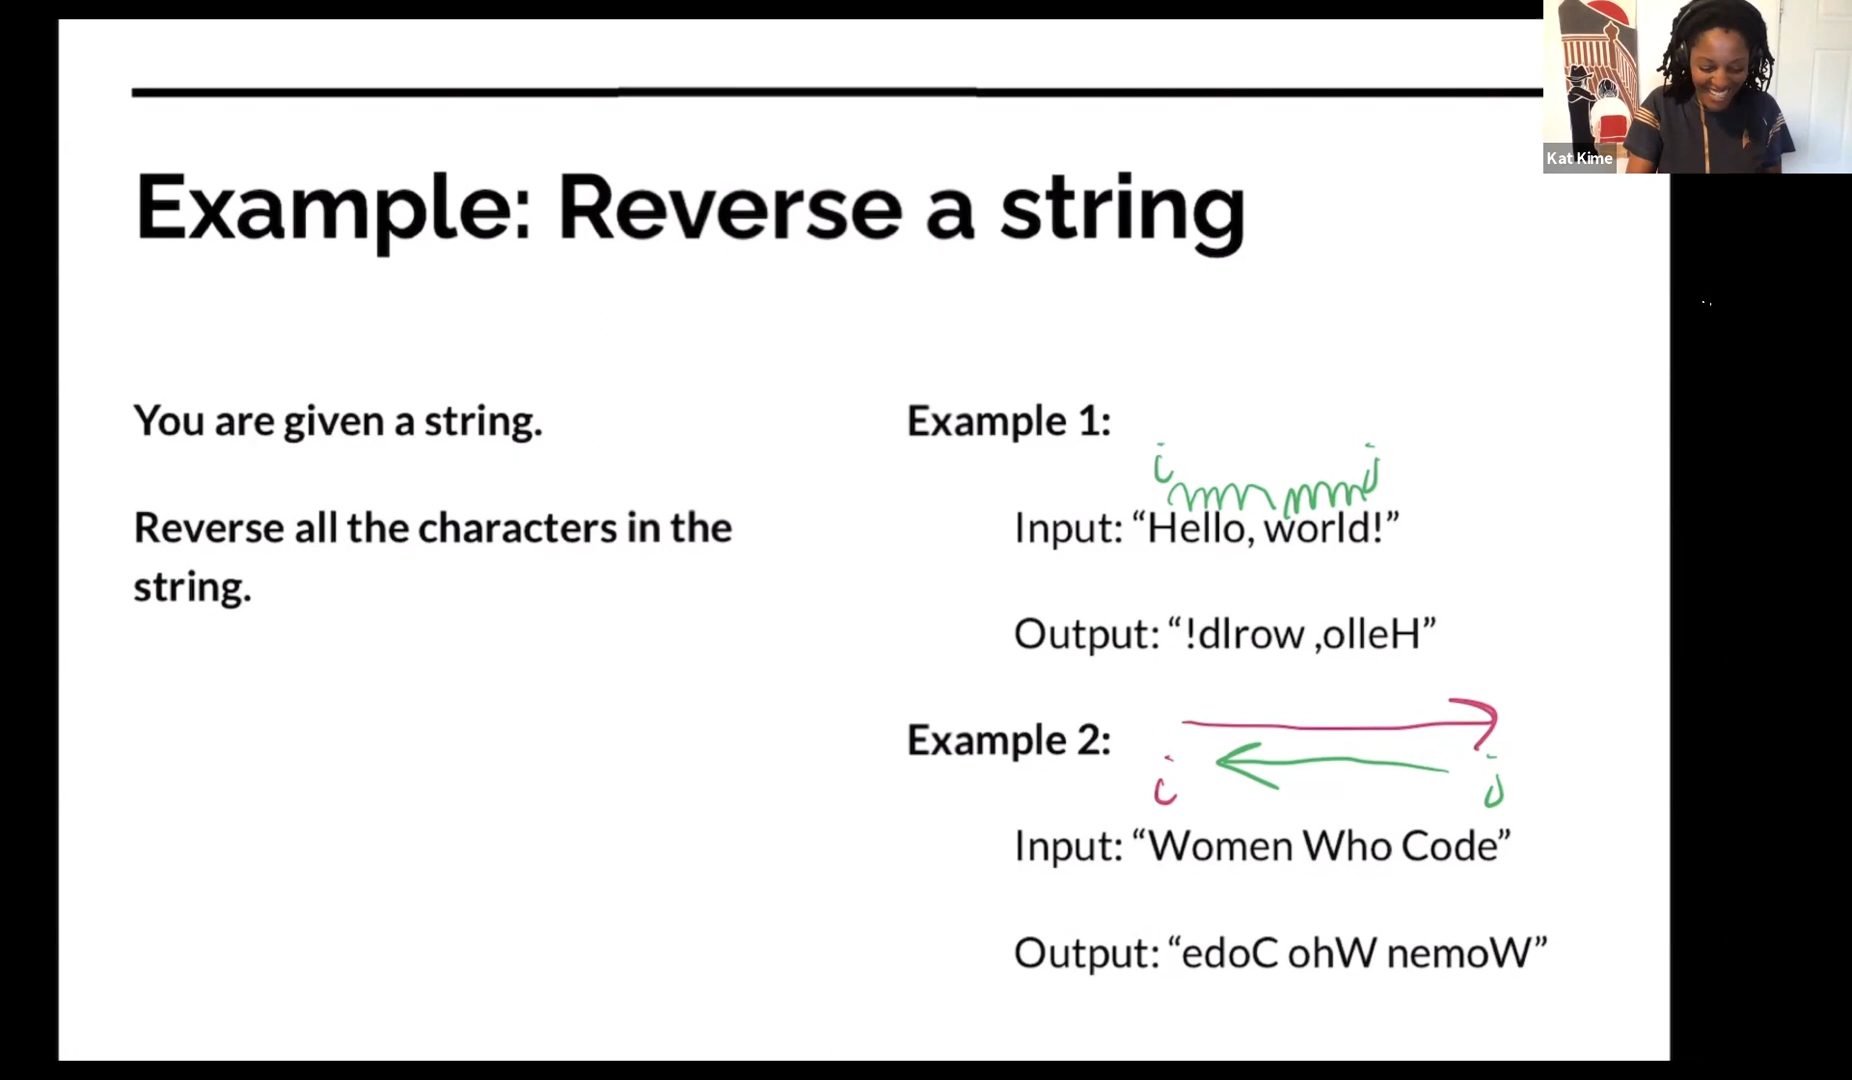 Kat Kime
Example: Reverse a string
You are given a string.
Reverse all the characters in the
string.
Example 1:
i j
Input: “Hello, world!”
Output: “!dlrow ,olleH”
Example 2:
i j
Input: “Women Who Code”
Output: “edoC ohW nemoW”